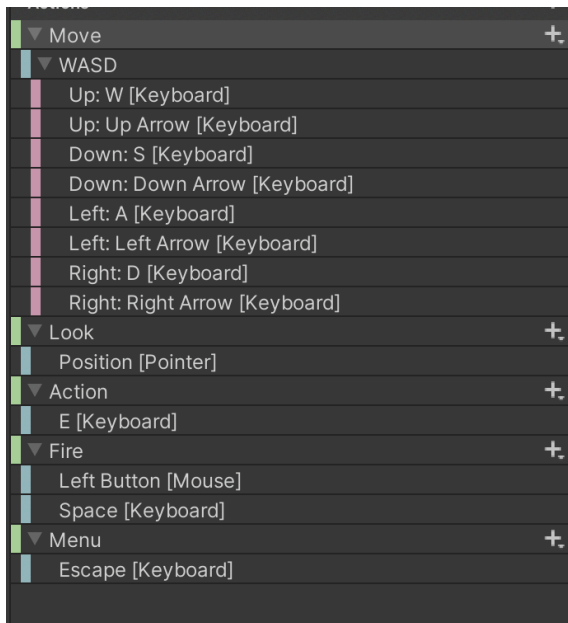 Actions
Move
WASD
Up: W [Keyboard]
Up: Up Arrow [Keyboard]
Down: S [Keyboard]
Down: Down Arrow [Keyboard]
Left: A [Keyboard]
Left: Left Arrow [Keyboard]
Right: D [Keyboard]
Right: Right Arrow [Keyboard]
Look
Position [Pointer]
Action
E [Keyboard]
Fire
Left Button [Mouse]
Space [Keyboard]
Menu
Escape [Keyboard]